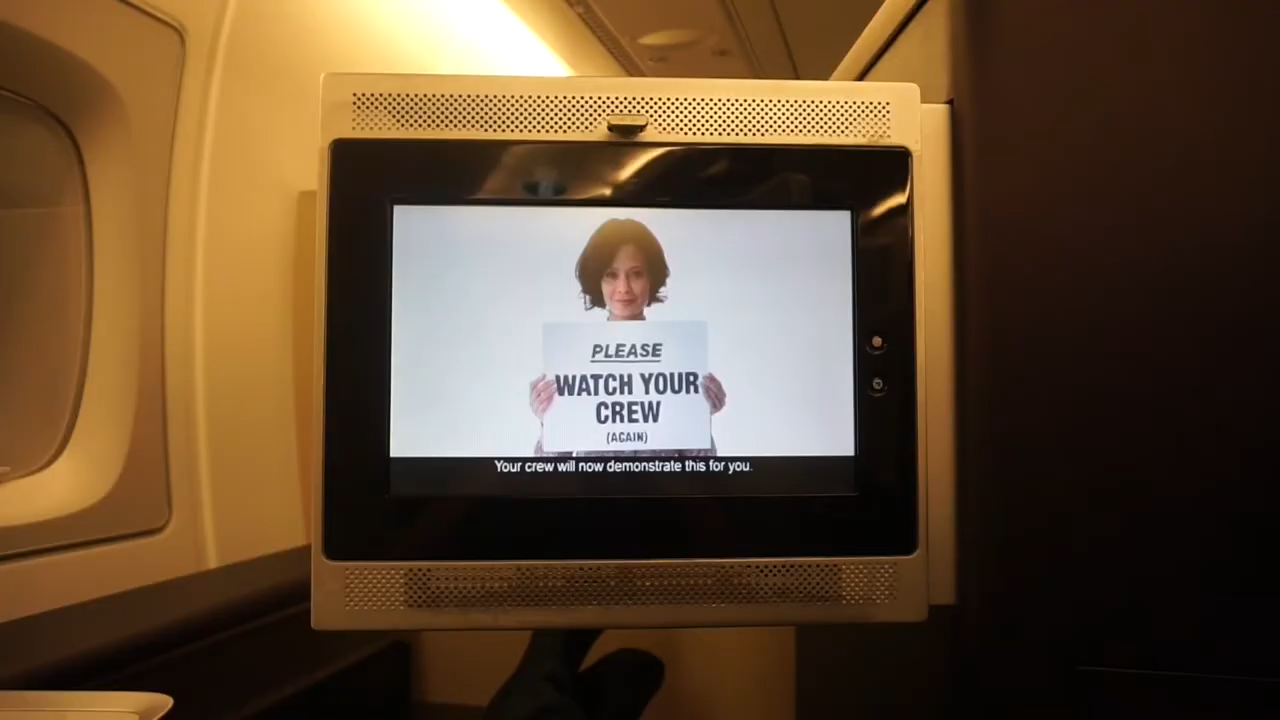 PLEASE
WATCH YOUR
CREW
(AGAIN)
Your crew will now demonstrate this for you.